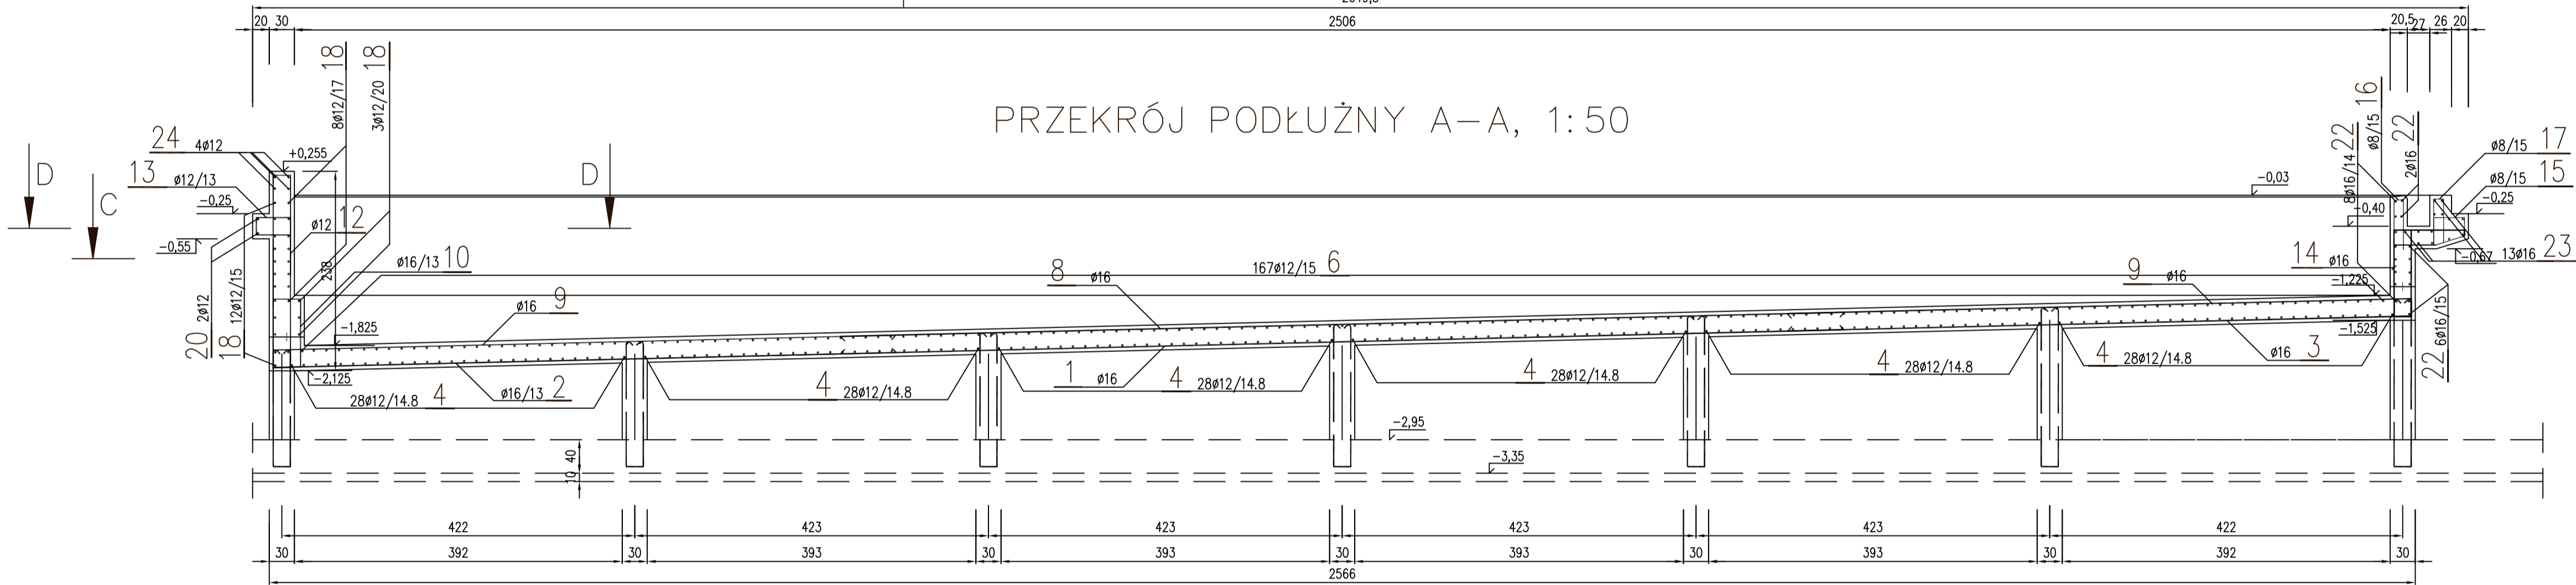 20 30
2506
20,5 27 26 20
18
18
8ø12/17
3ø12/20
PRZEKRÓJ PODŁUŻNY A–A, 1:50
16
22
22
ø8/15
2ø16
8ø16/14
24 4ø12
+0,255
13 ø12/13
-0,25
D
C
D
-0,03
-0,40
ø8/15 17
ø8/15 15
-0,25
-0,55
ø12 12
238
ø16/13 10
167ø12/15 6
8 ø16
9 ø16
14 ø16
-0,67
13ø16 23
-1,225
20 2ø12
18 12ø12/15
ø16 9
-1,825
-1,525
22 6ø16/15
-2,125
28ø12/14.8 4
ø16/13 2
4 28ø12/14.8
1 ø16
4 28ø12/14.8
4 28ø12/14.8
4 28ø12/14.8
4 28ø12/14.8
ø16 3
-2,95
10 40
-3,35
422 423 423 423 423 422
30 392 30 393 30 393 30 393 30 393 30 392 30
2566